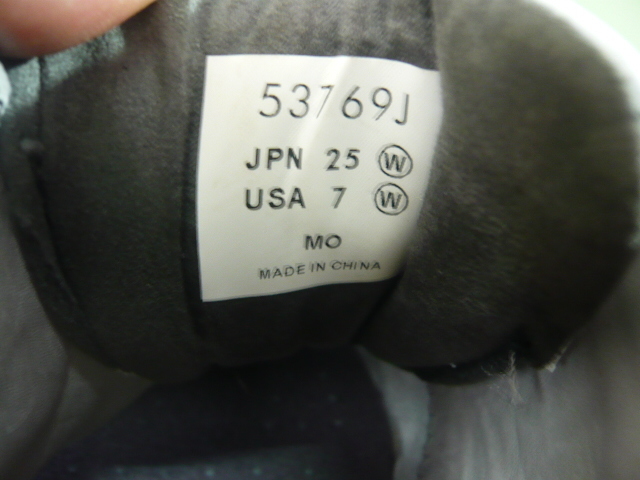 53769J
JPN 25 W
USA 7 W
MO
MADE IN CHINA